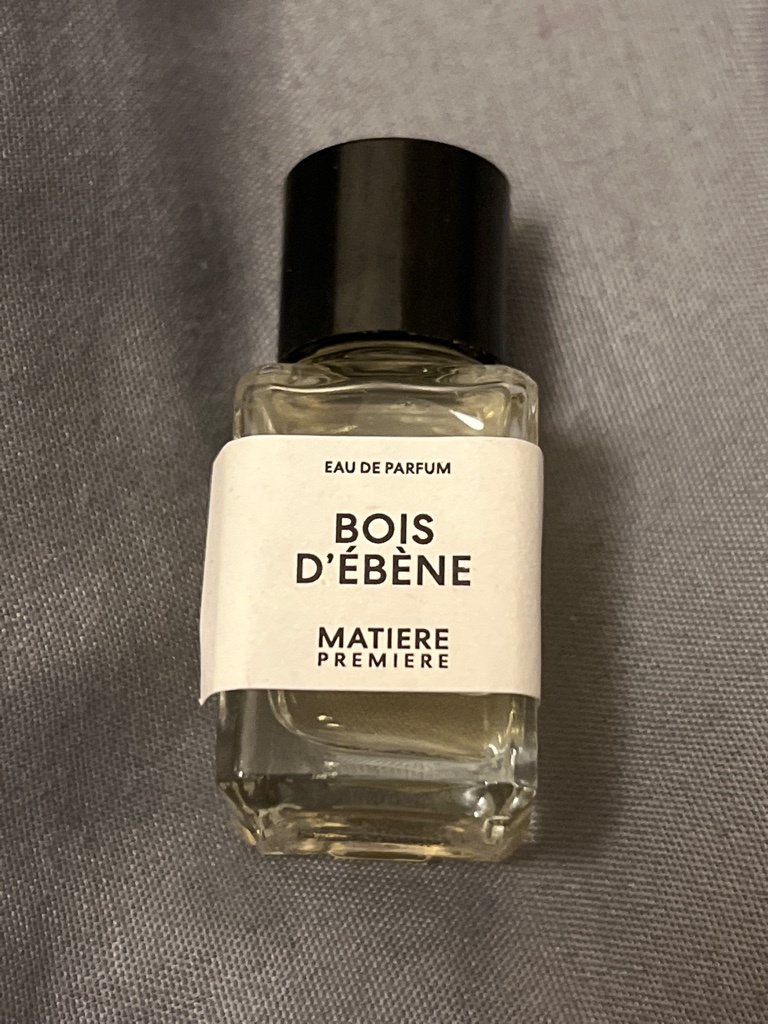 EAU DE PARFUM
BOIS
D’ÉBÈNE
MATIERE
PREMIERE